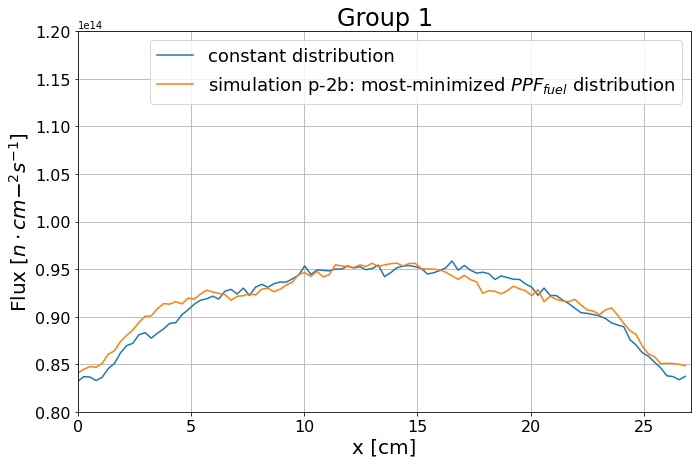 Group 1
1e14
1.20
1.15
1.10
1.05
1.00
0.95
0.90
0.85
0.80
Flux [n · cm−²s⁻¹]
constant distribution
simulation p-2b: most-minimized PPF_fuel distribution
0 5 10 15 20 25
x [cm]